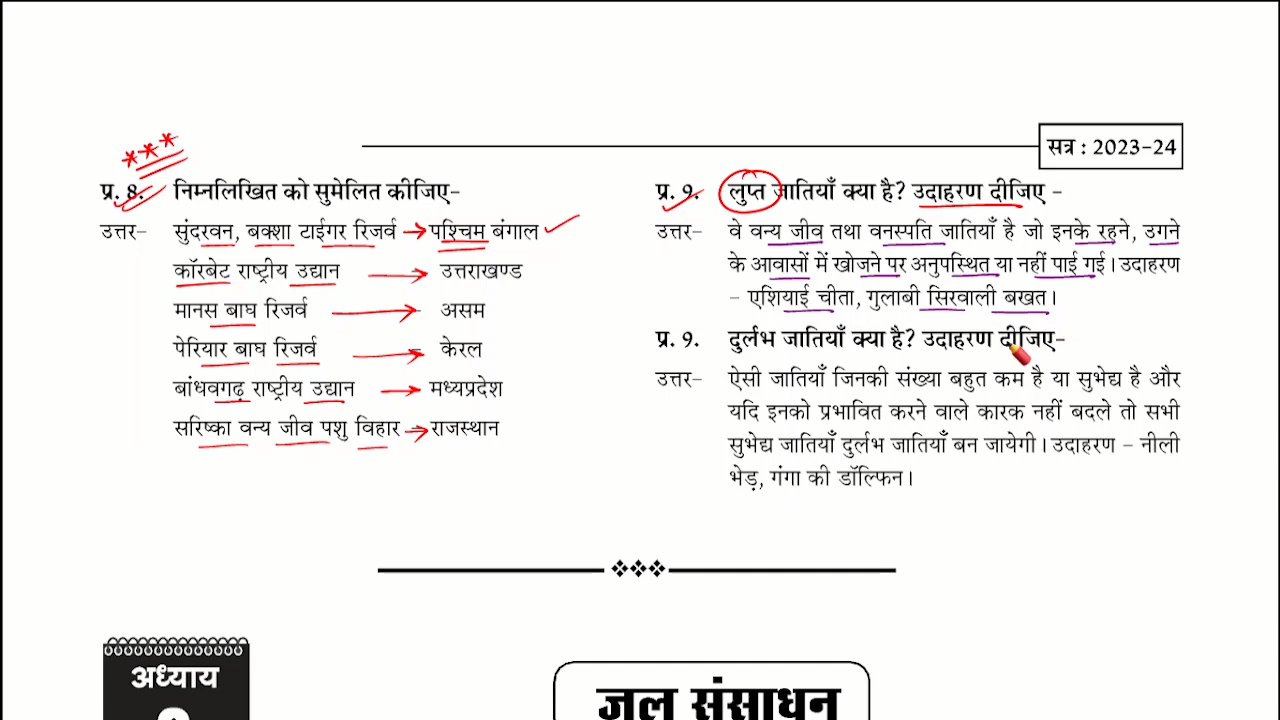 सत्र : 2023-24
प्र. 8. निम्नलिखित को सुमेलित कीजिए-
उत्तर- सुंदरवन, बक्शा टाईगर रिजर्व → पश्चिम बंगाल
कॉरबेट राष्ट्रीय उद्यान → उत्तराखण्ड
मानस बाघ रिजर्व → असम
पेरियार बाघ रिजर्व → केरल
बांधवगढ़ राष्ट्रीय उद्यान → मध्यप्रदेश
सरिष्का वन्य जीव पशु विहार → राजस्थान
प्र. 9. लुप्त जातियाँ क्या है? उदाहरण दीजिए -
उत्तर- वे वन्य जीव तथा वनस्पति जातियाँ है जो इनके रहने, उगने
के आवासों में खोजने पर अनुपस्थित या नहीं पाई गई। उदाहरण
- एशियाई चीता, गुलाबी सिरवाली बखत।
प्र. 9. दुर्लभ जातियाँ क्या है? उदाहरण दीजिए-
उत्तर- ऐसी जातियाँ जिनकी संख्या बहुत कम है या सुभेद्य है और
यदि इनको प्रभावित करने वाले कारक नहीं बदले तो सभी
सुभेद्य जातियाँ दुर्लभ जातियाँ बन जायेगी। उदाहरण - नीली
भेड़, गंगा की डॉल्फिन।
अध्याय
जल संसाधन